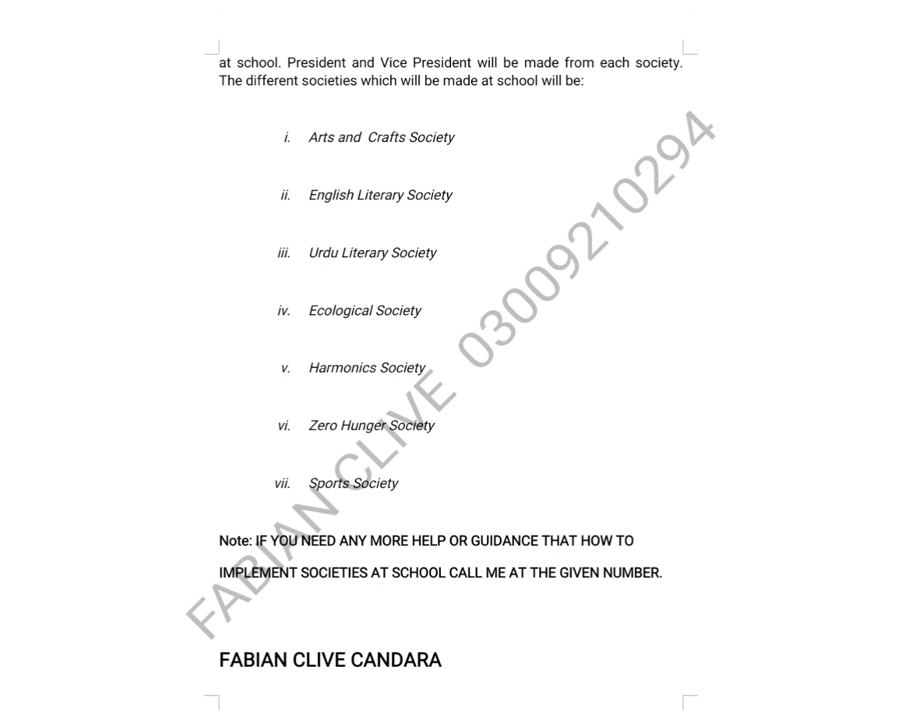 at school. President and Vice President will be made from each society.
The different societies which will be made at school will be:
i. Arts and Crafts Society
ii. English Literary Society
iii. Urdu Literary Society
iv. Ecological Society
v. Harmonics Society
vi. Zero Hunger Society
vii. Sports Society
Note: IF YOU NEED ANY MORE HELP OR GUIDANCE THAT HOW TO
IMPLEMENT SOCIETIES AT SCHOOL CALL ME AT THE GIVEN NUMBER.
FABIAN CLIVE CANDARA
FABIAN CLIVE 03009210294